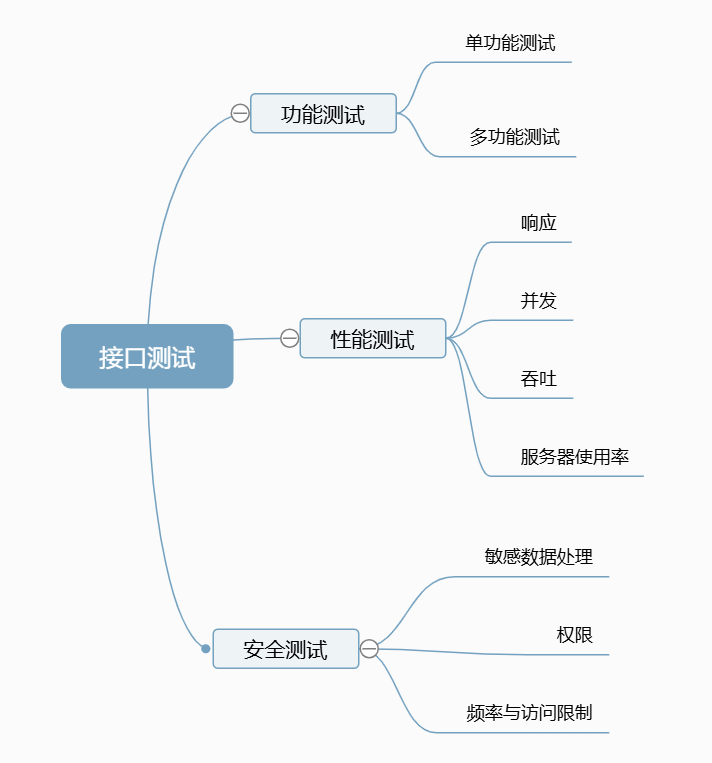 单功能测试
功能测试
多功能测试
响应
并发
接口测试
性能测试
吞吐
服务器使用率
敏感数据处理
权限
安全测试
频率与访问限制